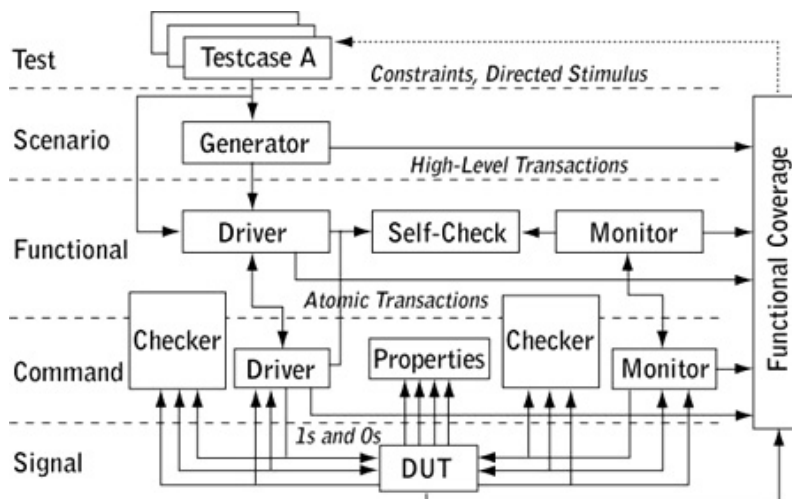 Testcase A
Test
Constraints, Directed Stimulus
Scenario
Generator
High-Level Transactions
Functional
Driver
Self-Check
Monitor
Atomic Transactions
Functional Coverage
Command
Checker
Driver
Properties
Checker
Monitor
1s and 0s
Signal
DUT